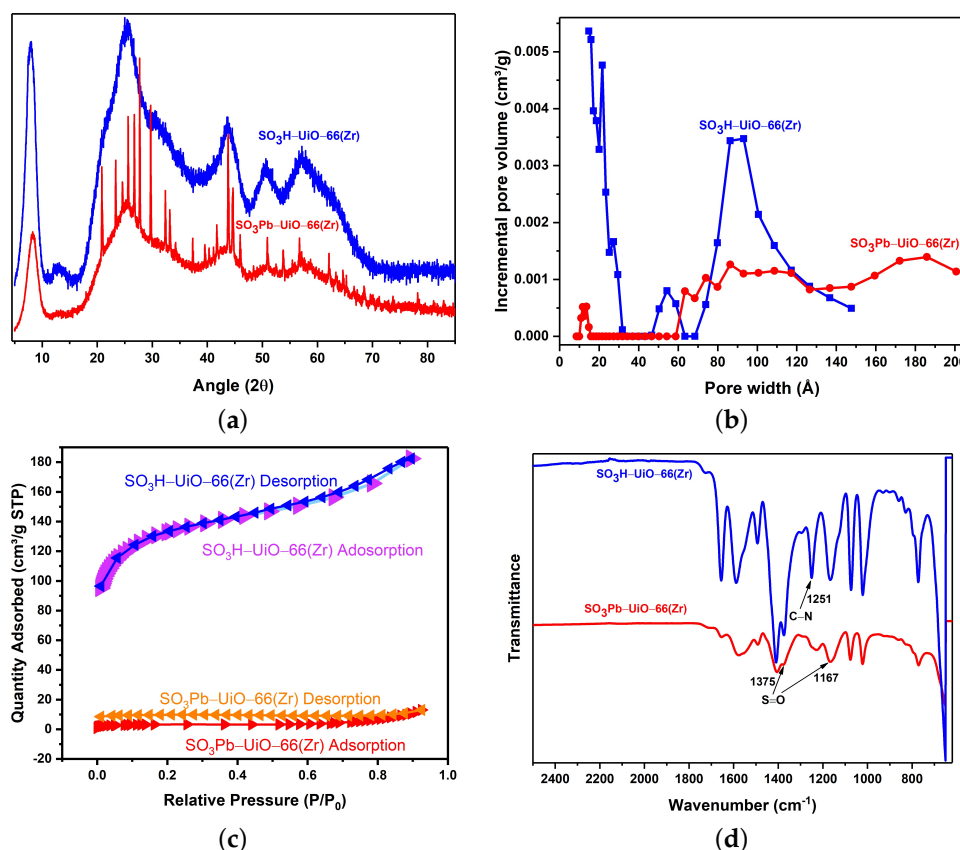 SO₃H–UiO–66(Zr)
SO₃Pb–UiO–66(Zr)
10 20 30 40 50 60 70 80
Angle (2θ)
(a)
Incremental pore volume (cm³/g)
0.005
0.004
0.003
0.002
0.001
0.000
SO₃H–UiO–66(Zr)
SO₃Pb–UiO–66(Zr)
0 20 40 60 80 100 120 140 160 180 200
Pore width (Å)
(b)
Quantity Adsorbed (cm³/g STP)
180
160
140
120
100
80
60
40
20
0
-20
SO₃H–UiO–66(Zr) Desorption
SO₃H–UiO–66(Zr) Adosorption
SO₃Pb–UiO–66(Zr) Desorption
SO₃Pb–UiO–66(Zr) Adsorption
0.0 0.2 0.4 0.6 0.8 1.0
Relative Pressure (P/P₀)
(c)
Transmittance
SO₃H–UiO–66(Zr)
1251
C–N
SO₃Pb–UiO–66(Zr)
1375
1167
S=O
2400 2200 2000 1800 1600 1400 1200 1000 800
Wavenumber (cm⁻¹)
(d)